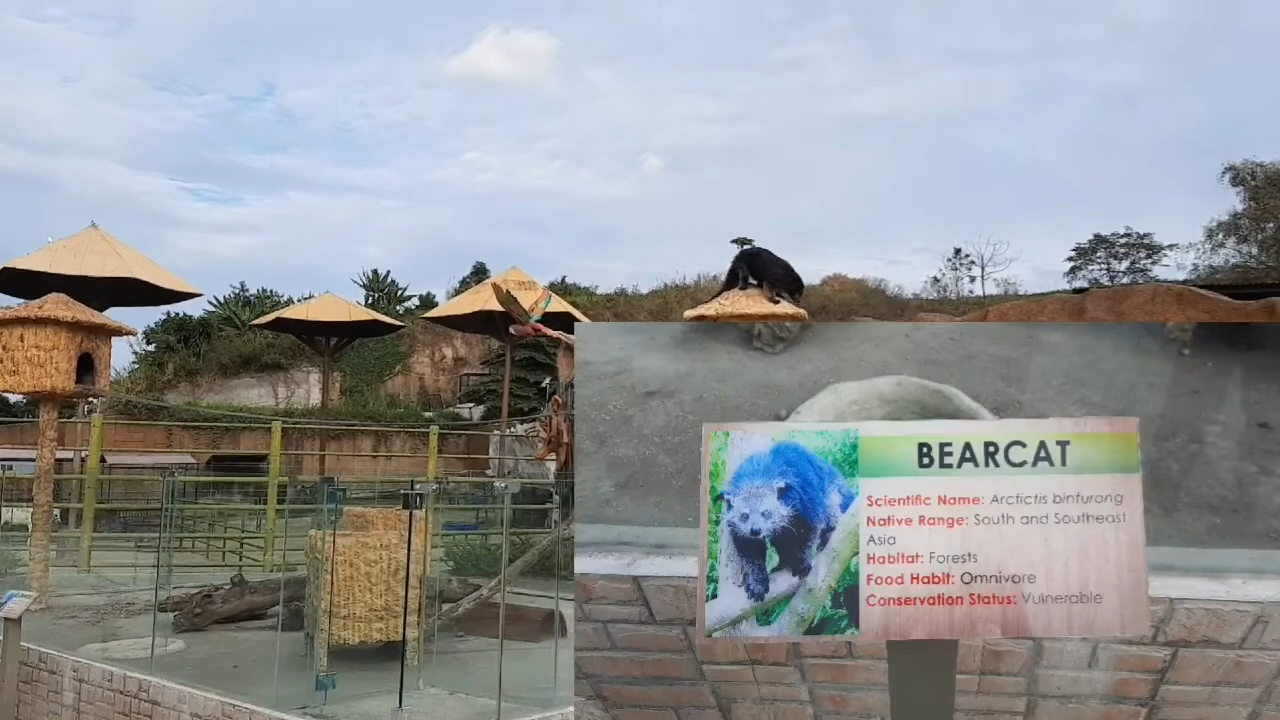 BEARCAT
Scientific Name: Arctictis binturong
Native Range: South and Southeast
Asia
Habitat: Forests
Food Habit: Omnivore
Conservation Status: Vulnerable